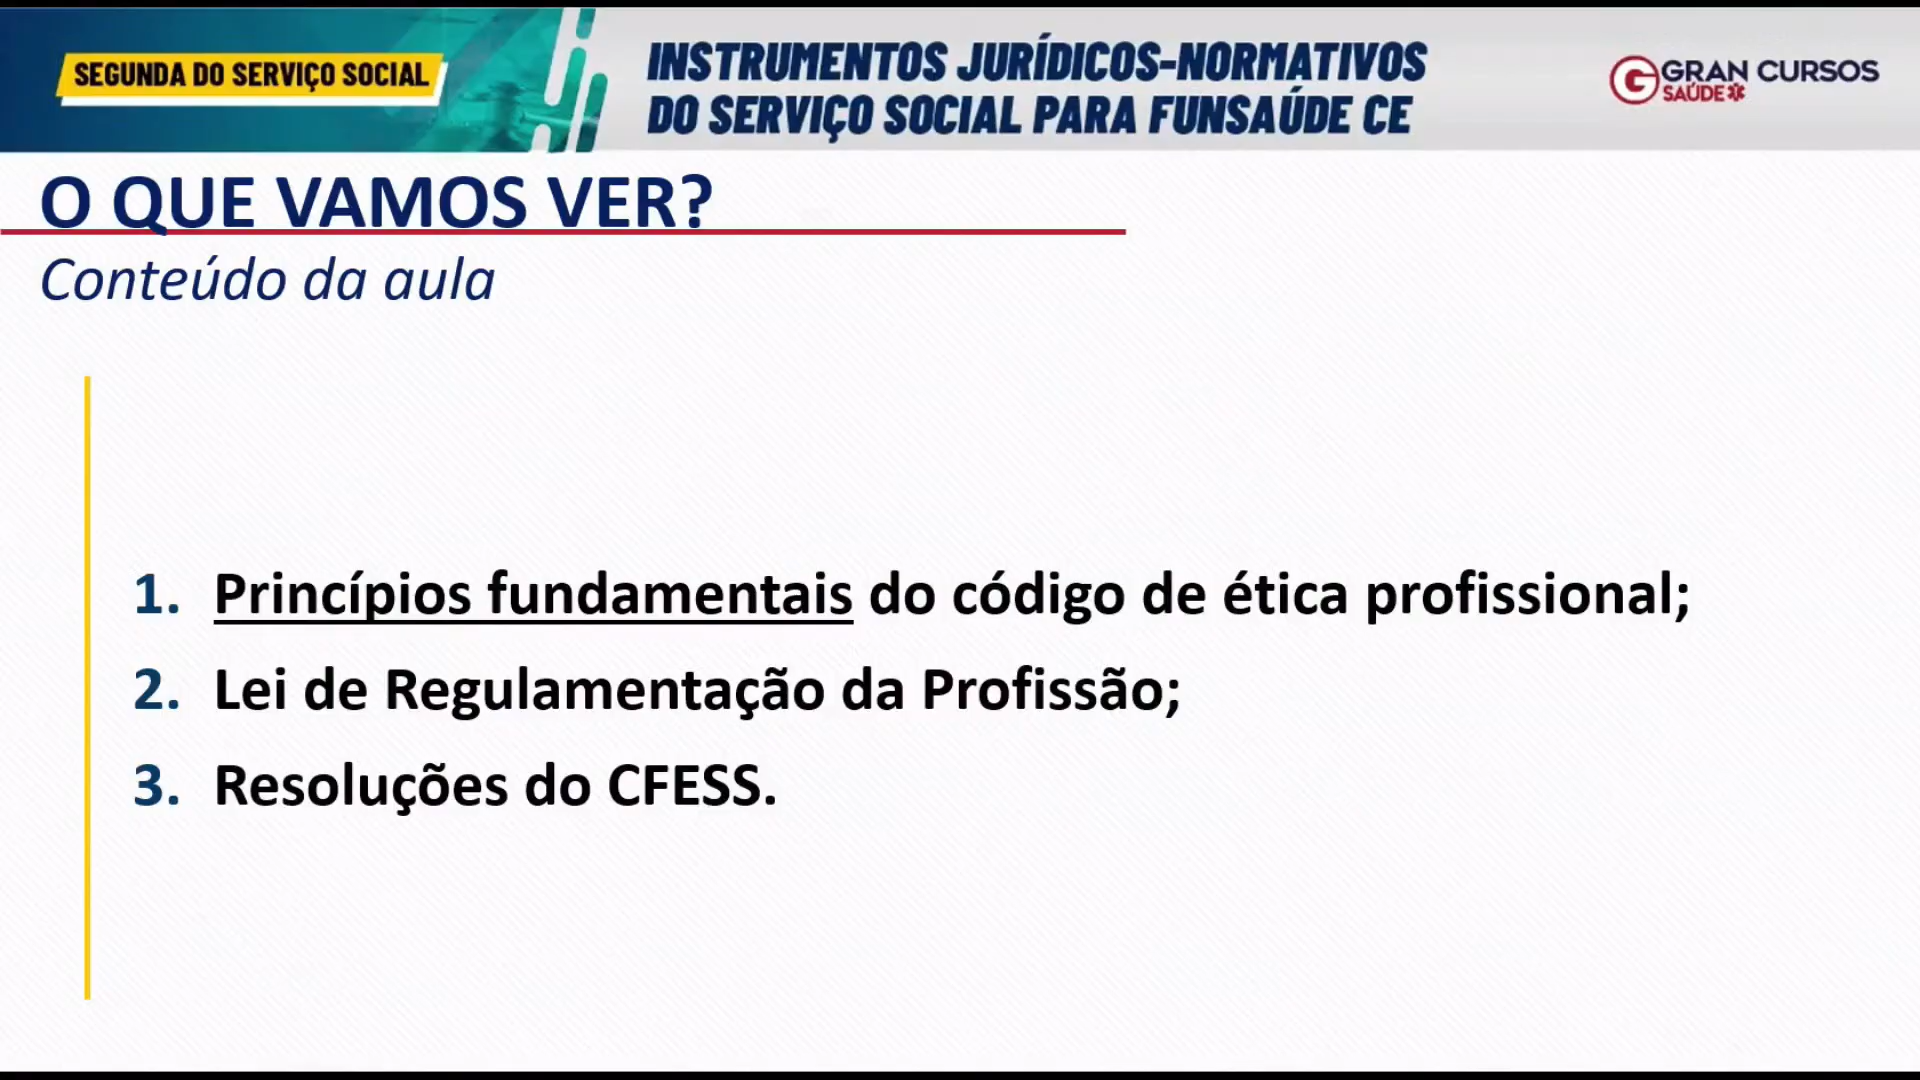 SEGUNDA DO SERVIÇO SOCIAL
INSTRUMENTOS JURÍDICOS-NORMATIVOS
DO SERVIÇO SOCIAL PARA FUNSAÚDE CE
G GRAN CURSOS
SAÚDE
O QUE VAMOS VER?
Conteúdo da aula
1. Princípios fundamentais do código de ética profissional;
2. Lei de Regulamentação da Profissão;
3. Resoluções do CFESS.